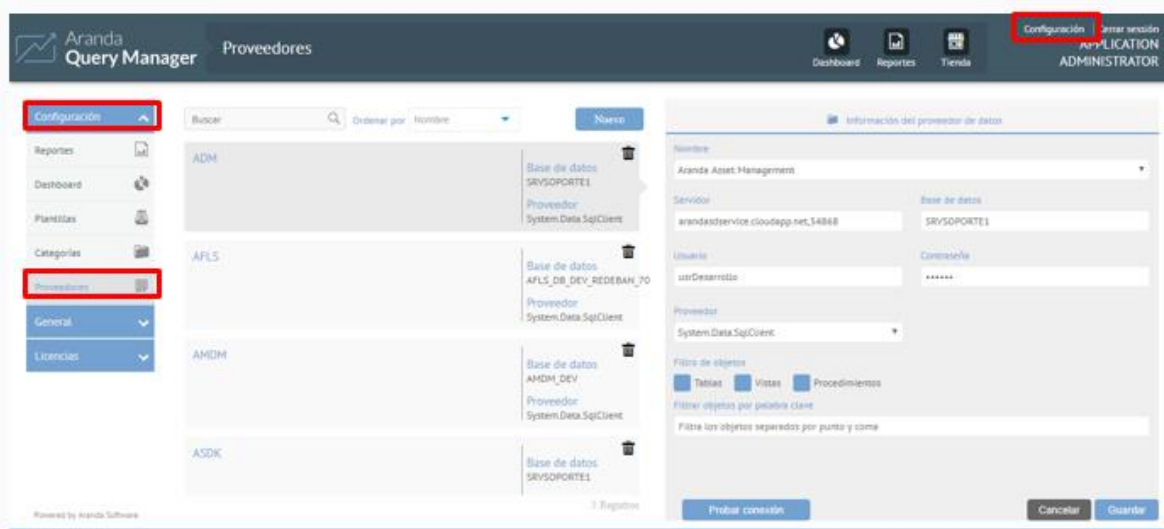 Aranda
Query Manager
Proveedores
Dashboard
Reportes
Tienda
Configuración
Cerrar sesión
APPLICATION
ADMINISTRATOR
Configuración
Reportes
Dashboard
Plantillas
Categorías
Proveedores
General
Licencias
Powered by Aranda Software
Buscar
Ordenar por Nombre
Nuevo
ADM
Base de datos
SRVSOPORTE1
Proveedor
System.Data.SqlClient
AFLS
Base de datos
AFLS_DB_DEV_REDEBAN_70
Proveedor
System.Data.SqlClient
AMDM
Base de datos
AMDM_DEV
Proveedor
System.Data.SqlClient
ASDK
Base de datos
SRVSOPORTE1
Registros
Información del proveedor de datos
Nombre
Aranda Asset Management
Servidor
Base de datos
arandasdservice.cloudapp.net,54868
SRVSOPORTE1
Usuario
Contraseña
usrDesarrollo
••••••
Proveedor
System.Data.SqlClient
Filtro de objetos
Tablas
Vistas
Procedimientos
Filtrar objetos por palabra clave
Filtra los objetos separados por punto y coma
Probar conexión
Cancelar
Guardar